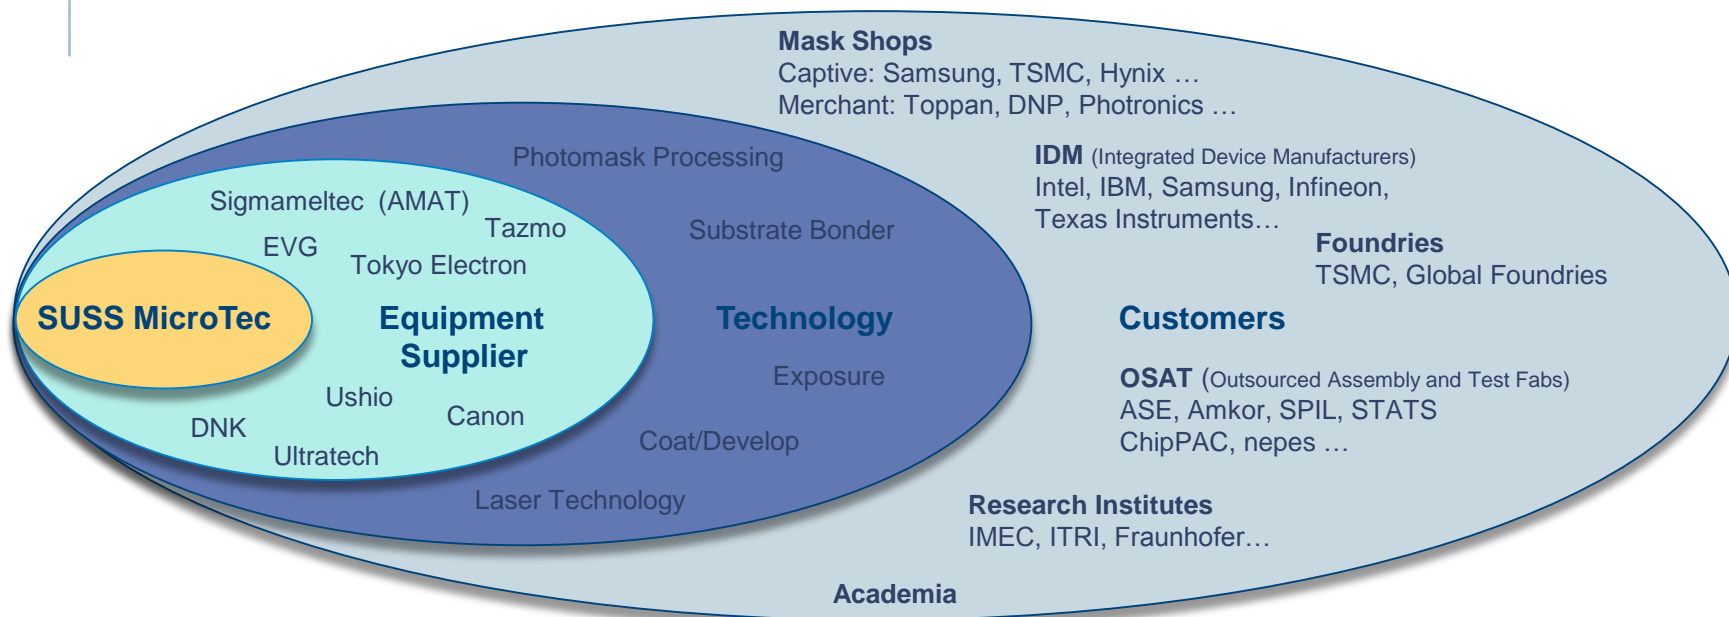 Mask Shops
Captive: Samsung, TSMC, Hynix …
Merchant: Toppan, DNP, Photronics …
Photomask Processing
IDM (Integrated Device Manufacturers)
Intel, IBM, Samsung, Infineon,
Texas Instruments…
Sigmameltec (AMAT)
Tazmo
EVG
Tokyo Electron
Substrate Bonder
Foundries
TSMC, Global Foundries
SUSS MicroTec
Equipment
Supplier
Technology
Customers
Exposure
OSAT (Outsourced Assembly and Test Fabs)
ASE, Amkor, SPIL, STATS
ChipPAC, nepes …
Ushio
Canon
DNK
Ultratech
Coat/Develop
Laser Technology
Research Institutes
IMEC, ITRI, Fraunhofer…
Academia